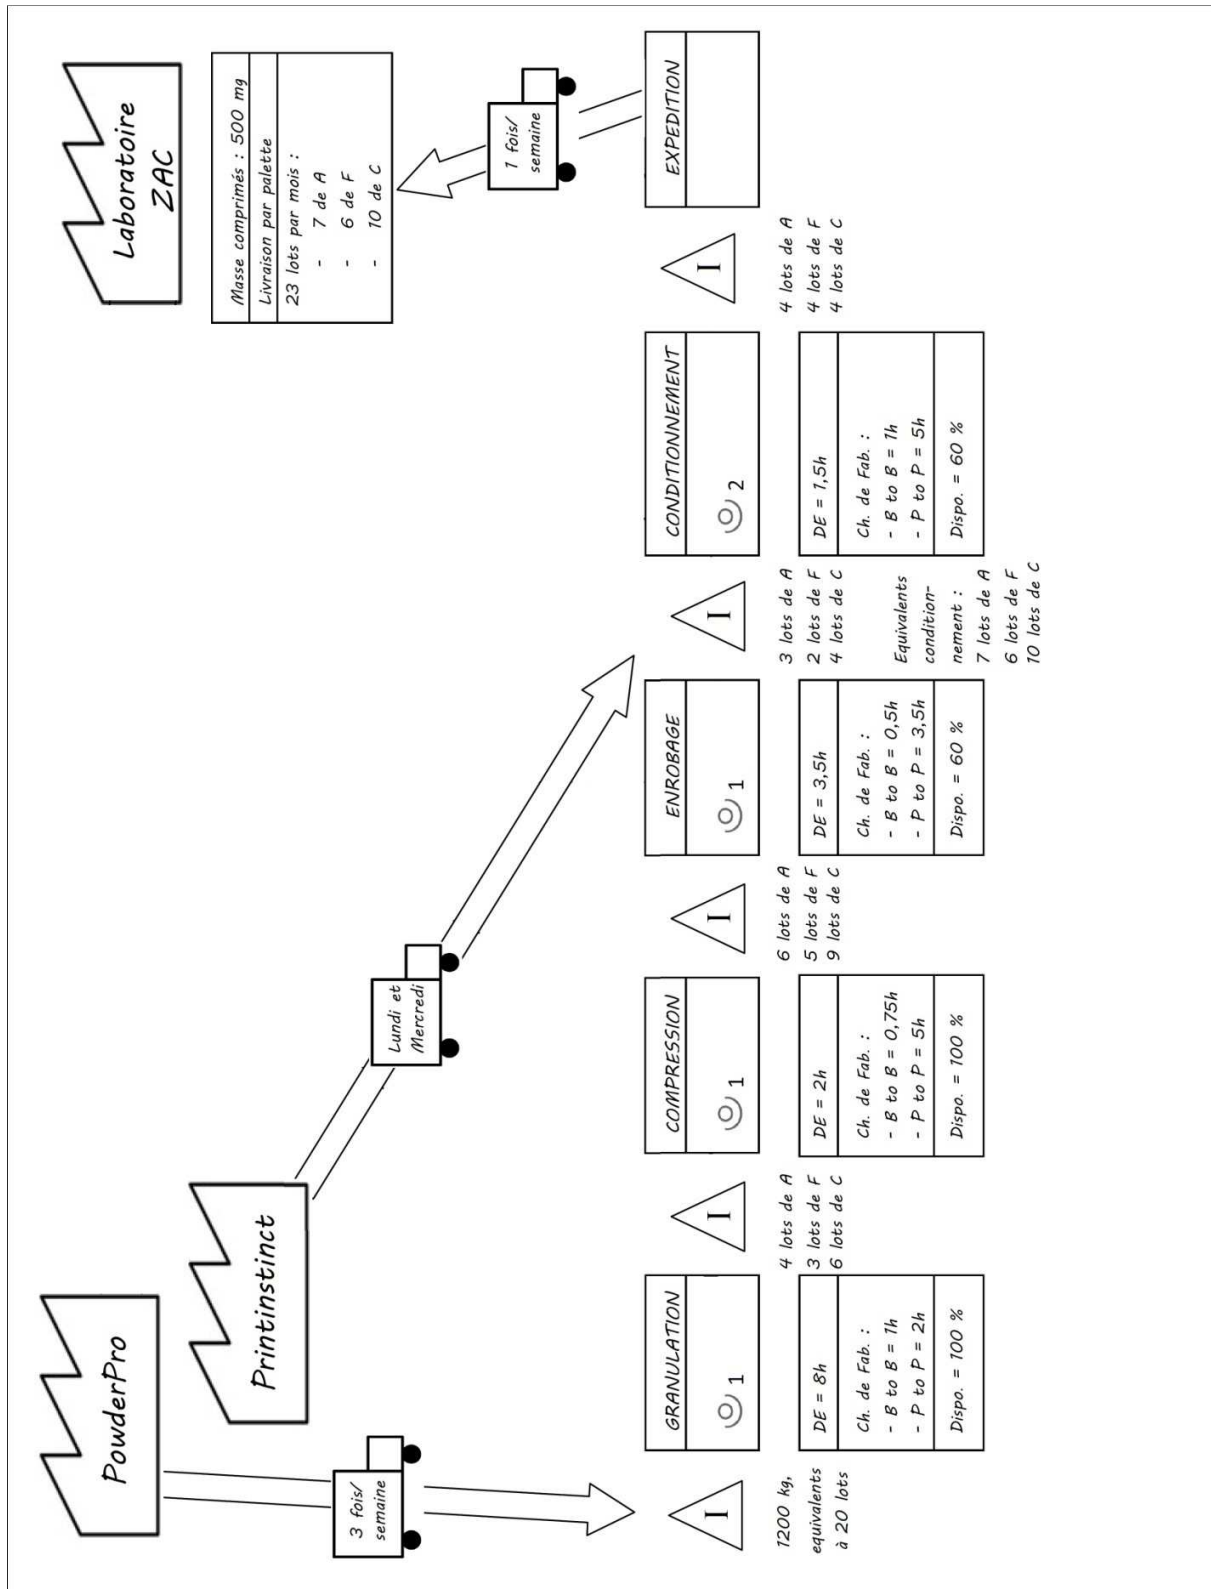 PowderPro
3 fois/
semaine
Printinstinct
Lundi et
Mercredi
Laboratoire
ZAC
Masse comprimés : 500 mg
Livraison par palette
23 lots par mois :
- 7 de A
- 6 de F
- 10 de C
1 fois/
semaine
I
1200 kg,
equivalents
à 20 lots
GRANULATION
1
DE = 8h
Ch. de Fab. :
- B to B = 1h
- P to P = 2h
Dispo. = 100 %
I
4 lots de A
3 lots de F
6 lots de C
COMPRESSION
1
DE = 2h
Ch. de Fab. :
- B to B = 0,75h
- P to P = 5h
Dispo. = 100 %
I
6 lots de A
5 lots de F
9 lots de C
ENROBAGE
1
DE = 3,5h
Ch. de Fab. :
- B to B = 0,5h
- P to P = 3,5h
Dispo. = 60 %
I
3 lots de A
2 lots de F
4 lots de C
Equivalents
condition-
nement :
7 lots de A
6 lots de F
10 lots de C
CONDITIONNEMENT
2
DE = 1,5h
Ch. de Fab. :
- B to B = 1h
- P to P = 5h
Dispo. = 60 %
I
4 lots de A
4 lots de F
4 lots de C
EXPEDITION